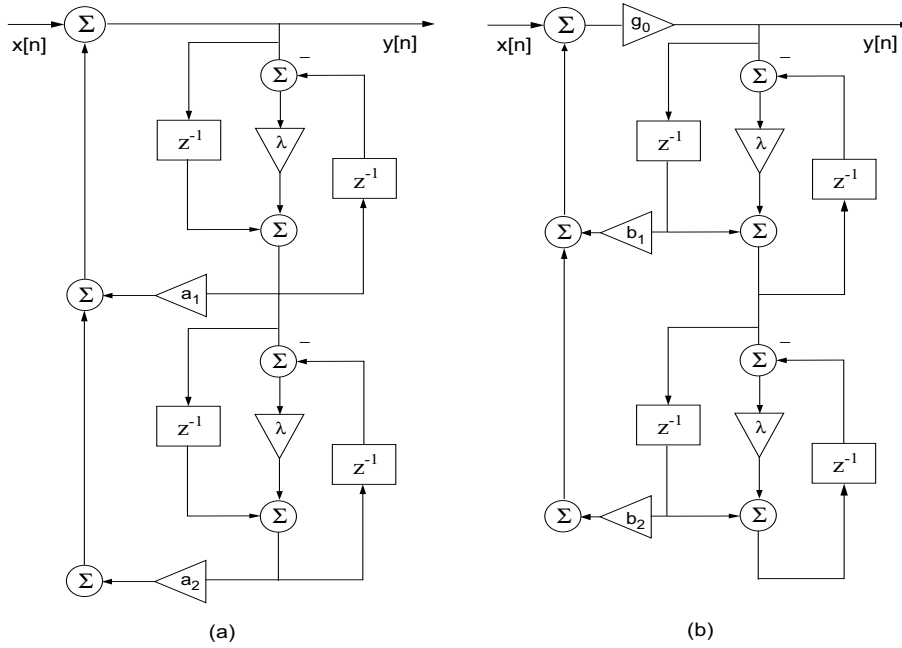 Σ
Σ
g₀
x[n]
y[n]
x[n]
y[n]
–
–
Σ
Σ
z⁻¹
λ
z⁻¹
z⁻¹
λ
z⁻¹
Σ
Σ
b₁
Σ
Σ
a₁
–
–
Σ
Σ
z⁻¹
λ
z⁻¹
z⁻¹
λ
z⁻¹
Σ
Σ
b₂
Σ
Σ
a₂
(a)
(b)